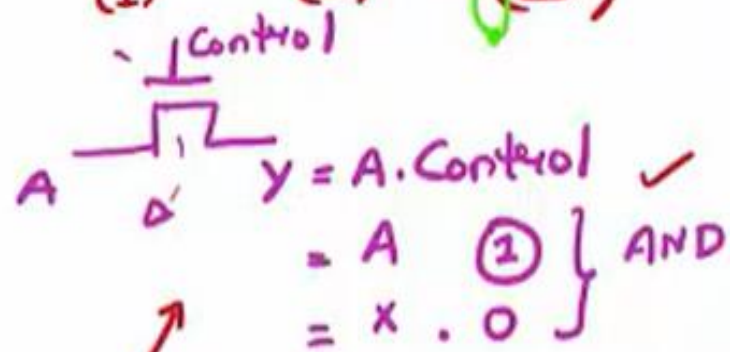 Control
A Y = A. Control
= A ① } AND
= X . 0